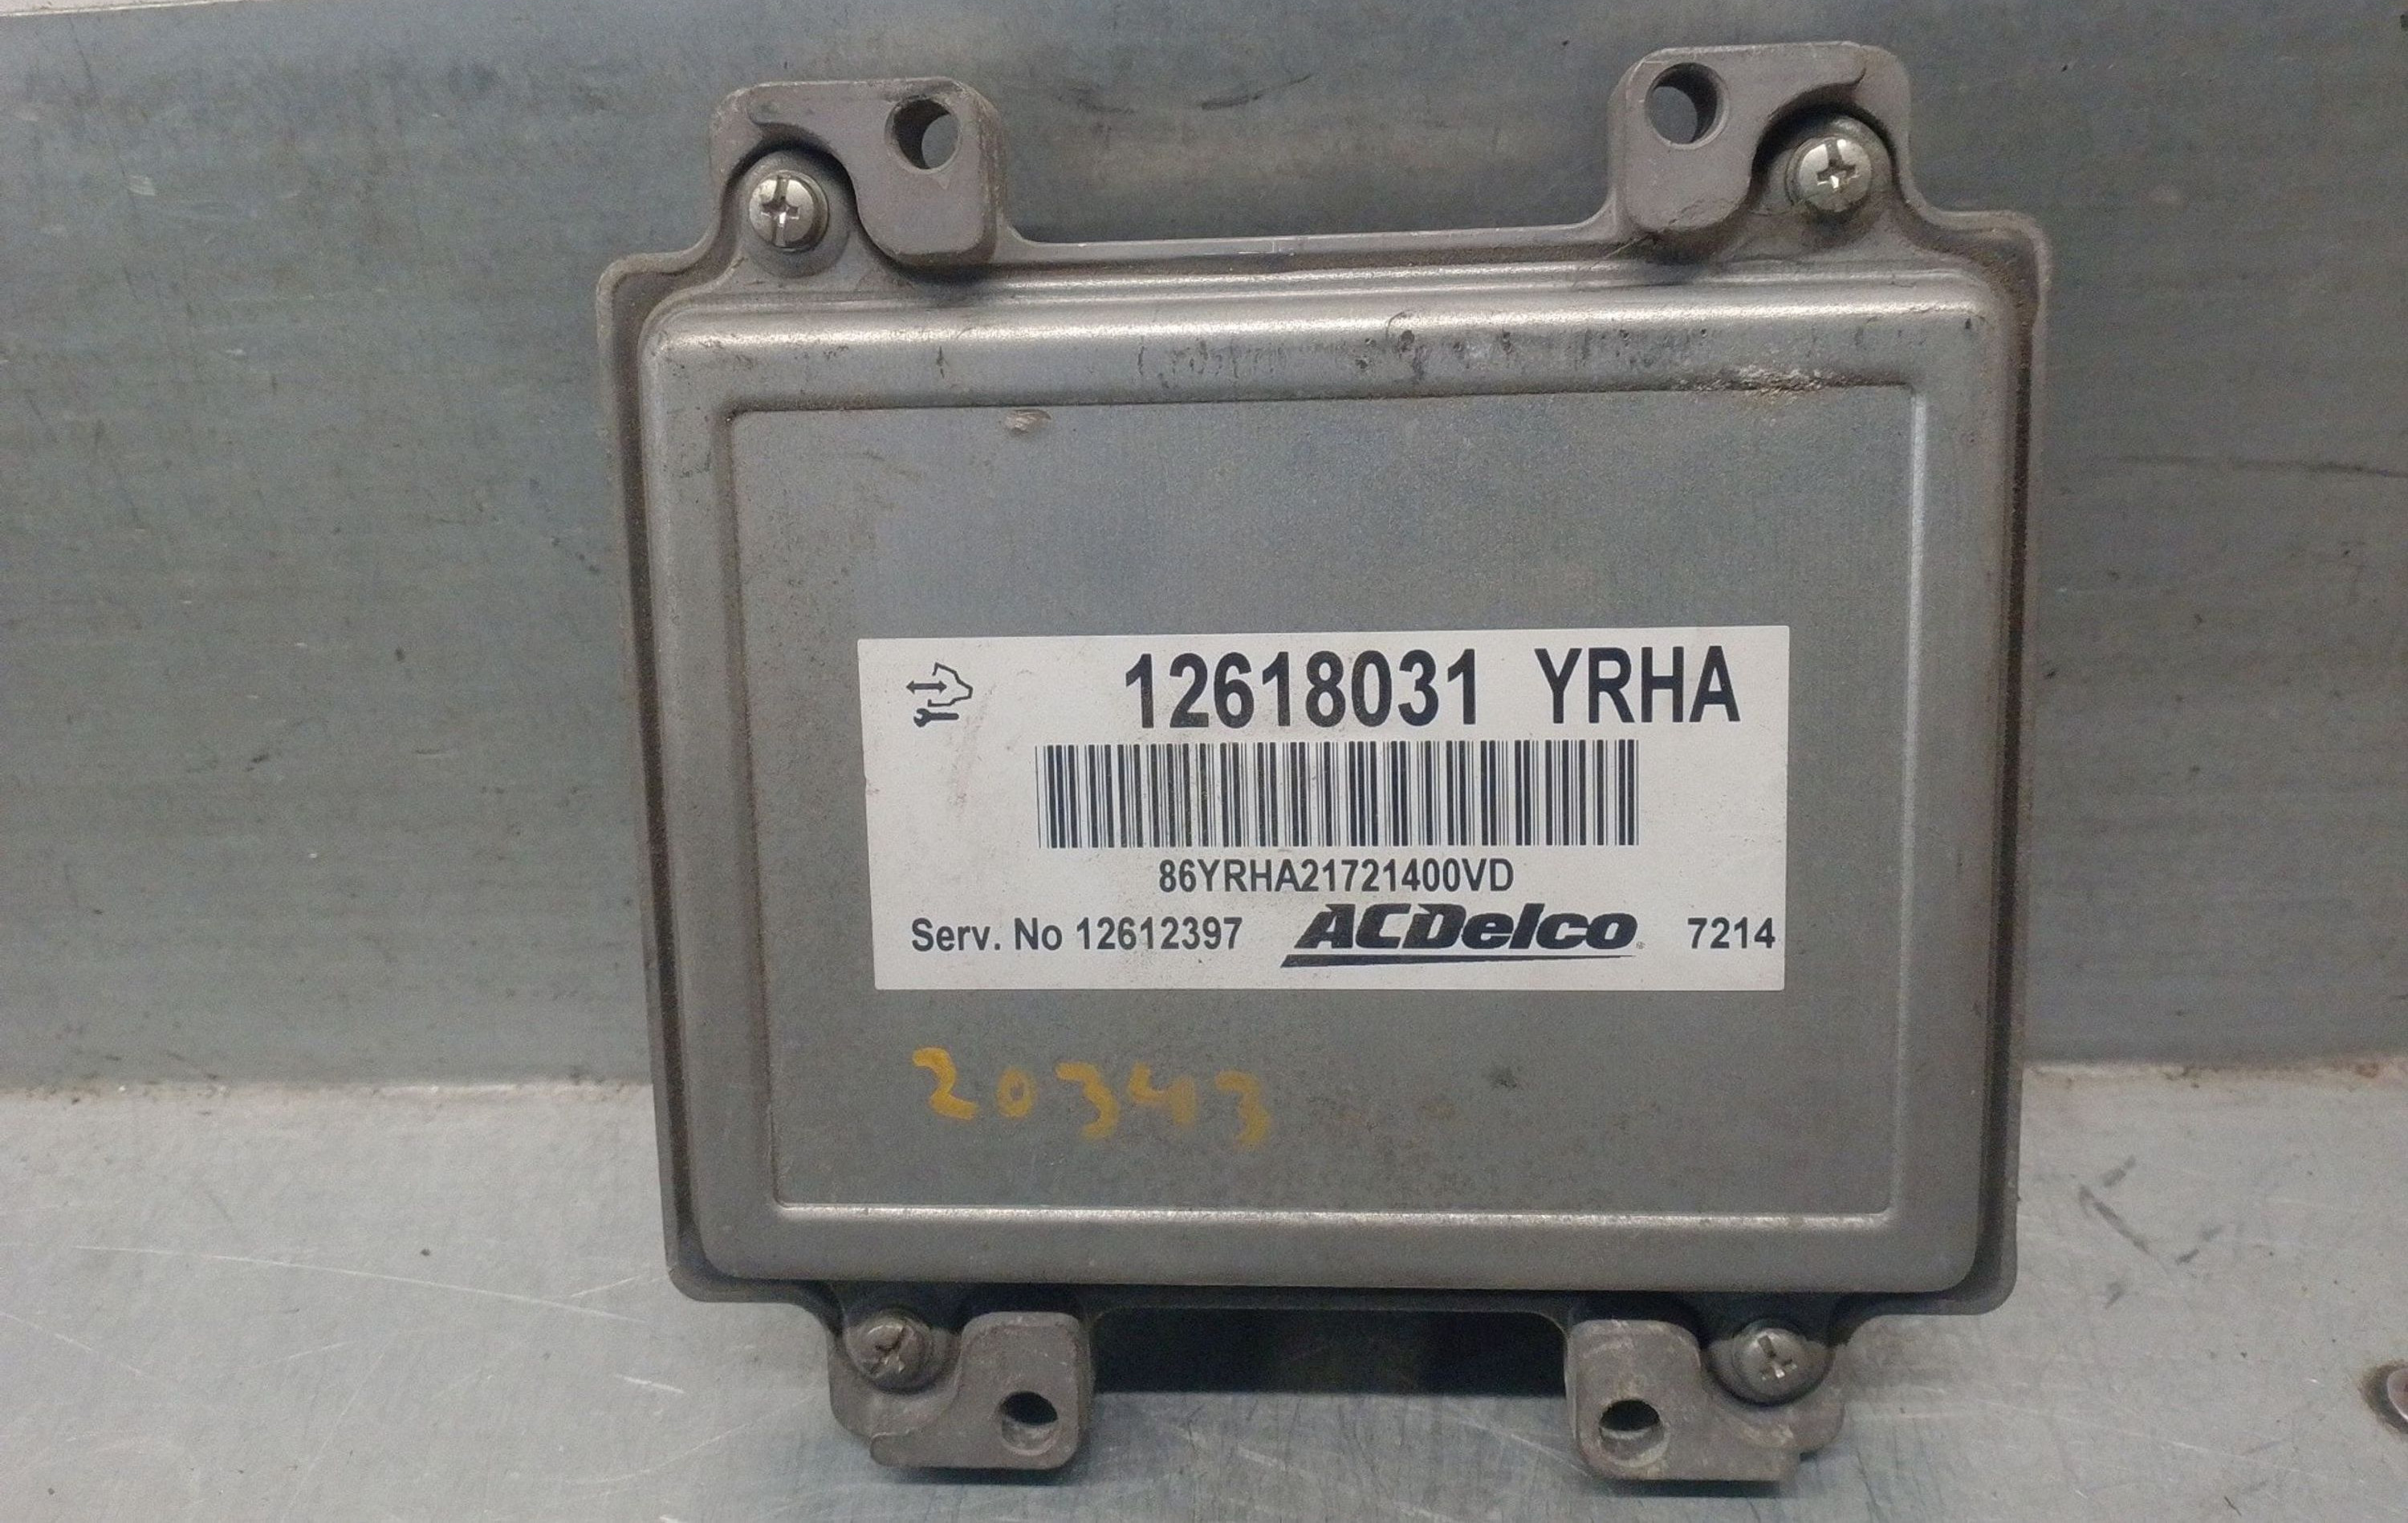 12618031 YRHA
86YRHA21721400VD
Serv. No 12612397 ACDelco 7214
20343